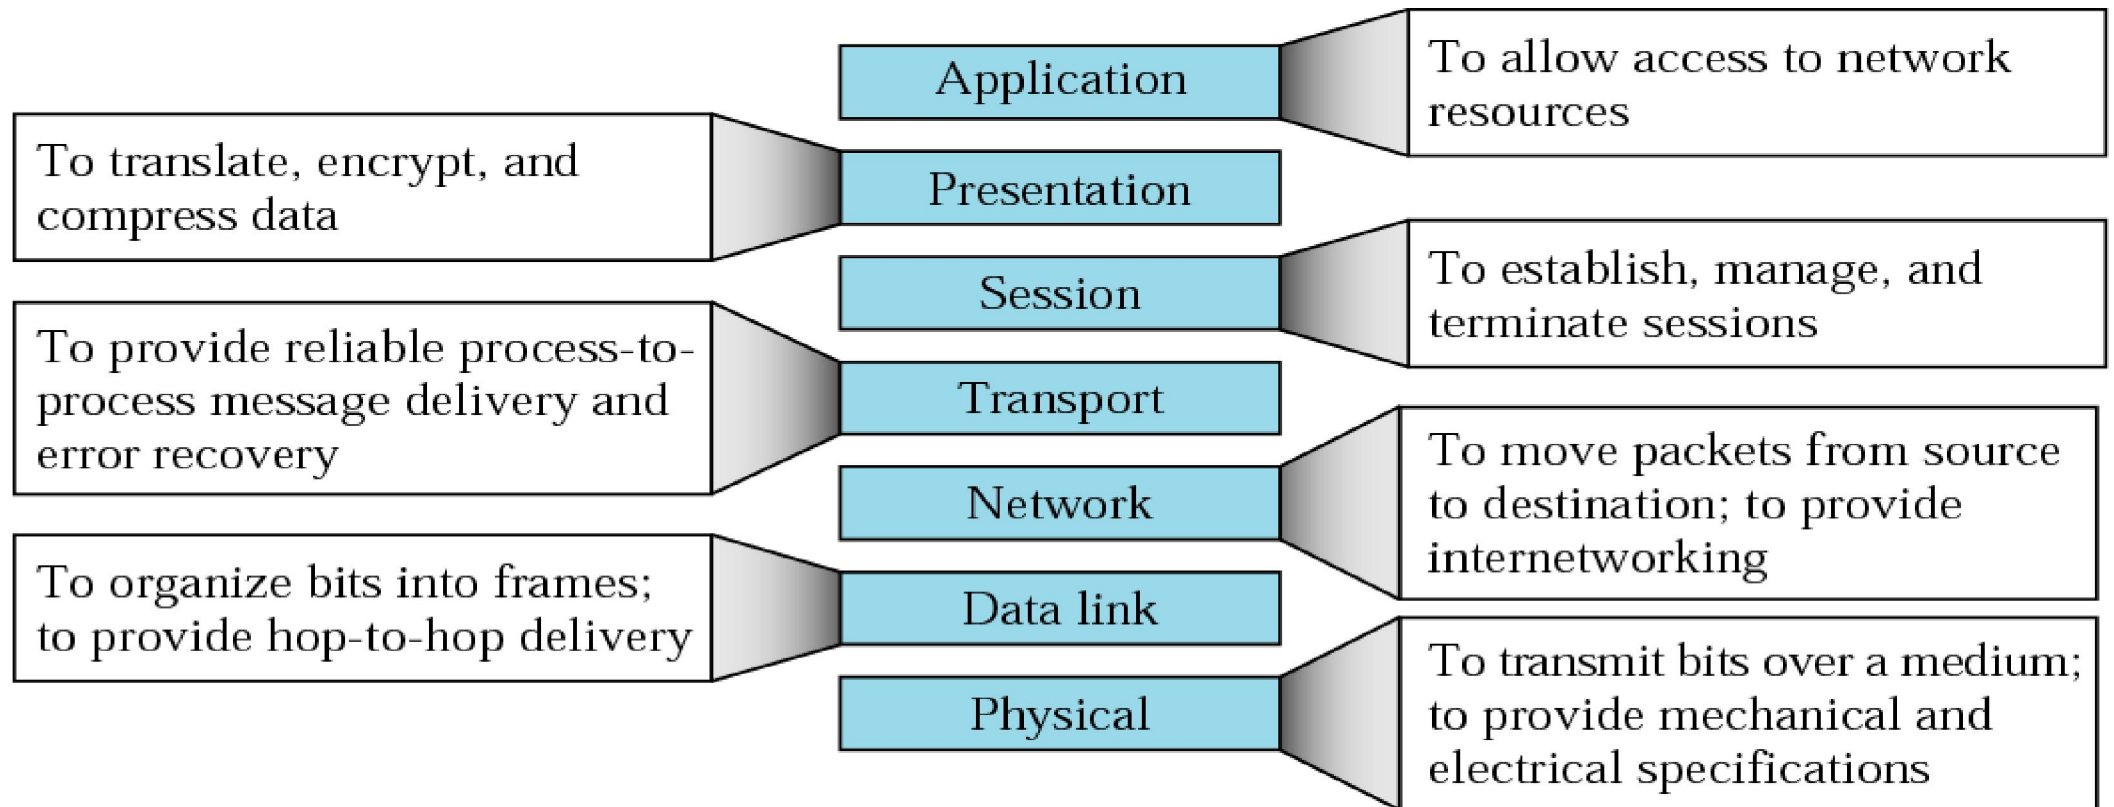 Application
To allow access to network
resources
To translate, encrypt, and
compress data
Presentation
Session
To establish, manage, and
terminate sessions
To provide reliable process-to-
process message delivery and
error recovery
Transport
Network
To move packets from source
to destination; to provide
internetworking
To organize bits into frames;
to provide hop-to-hop delivery
Data link
Physical
To transmit bits over a medium;
to provide mechanical and
electrical specifications